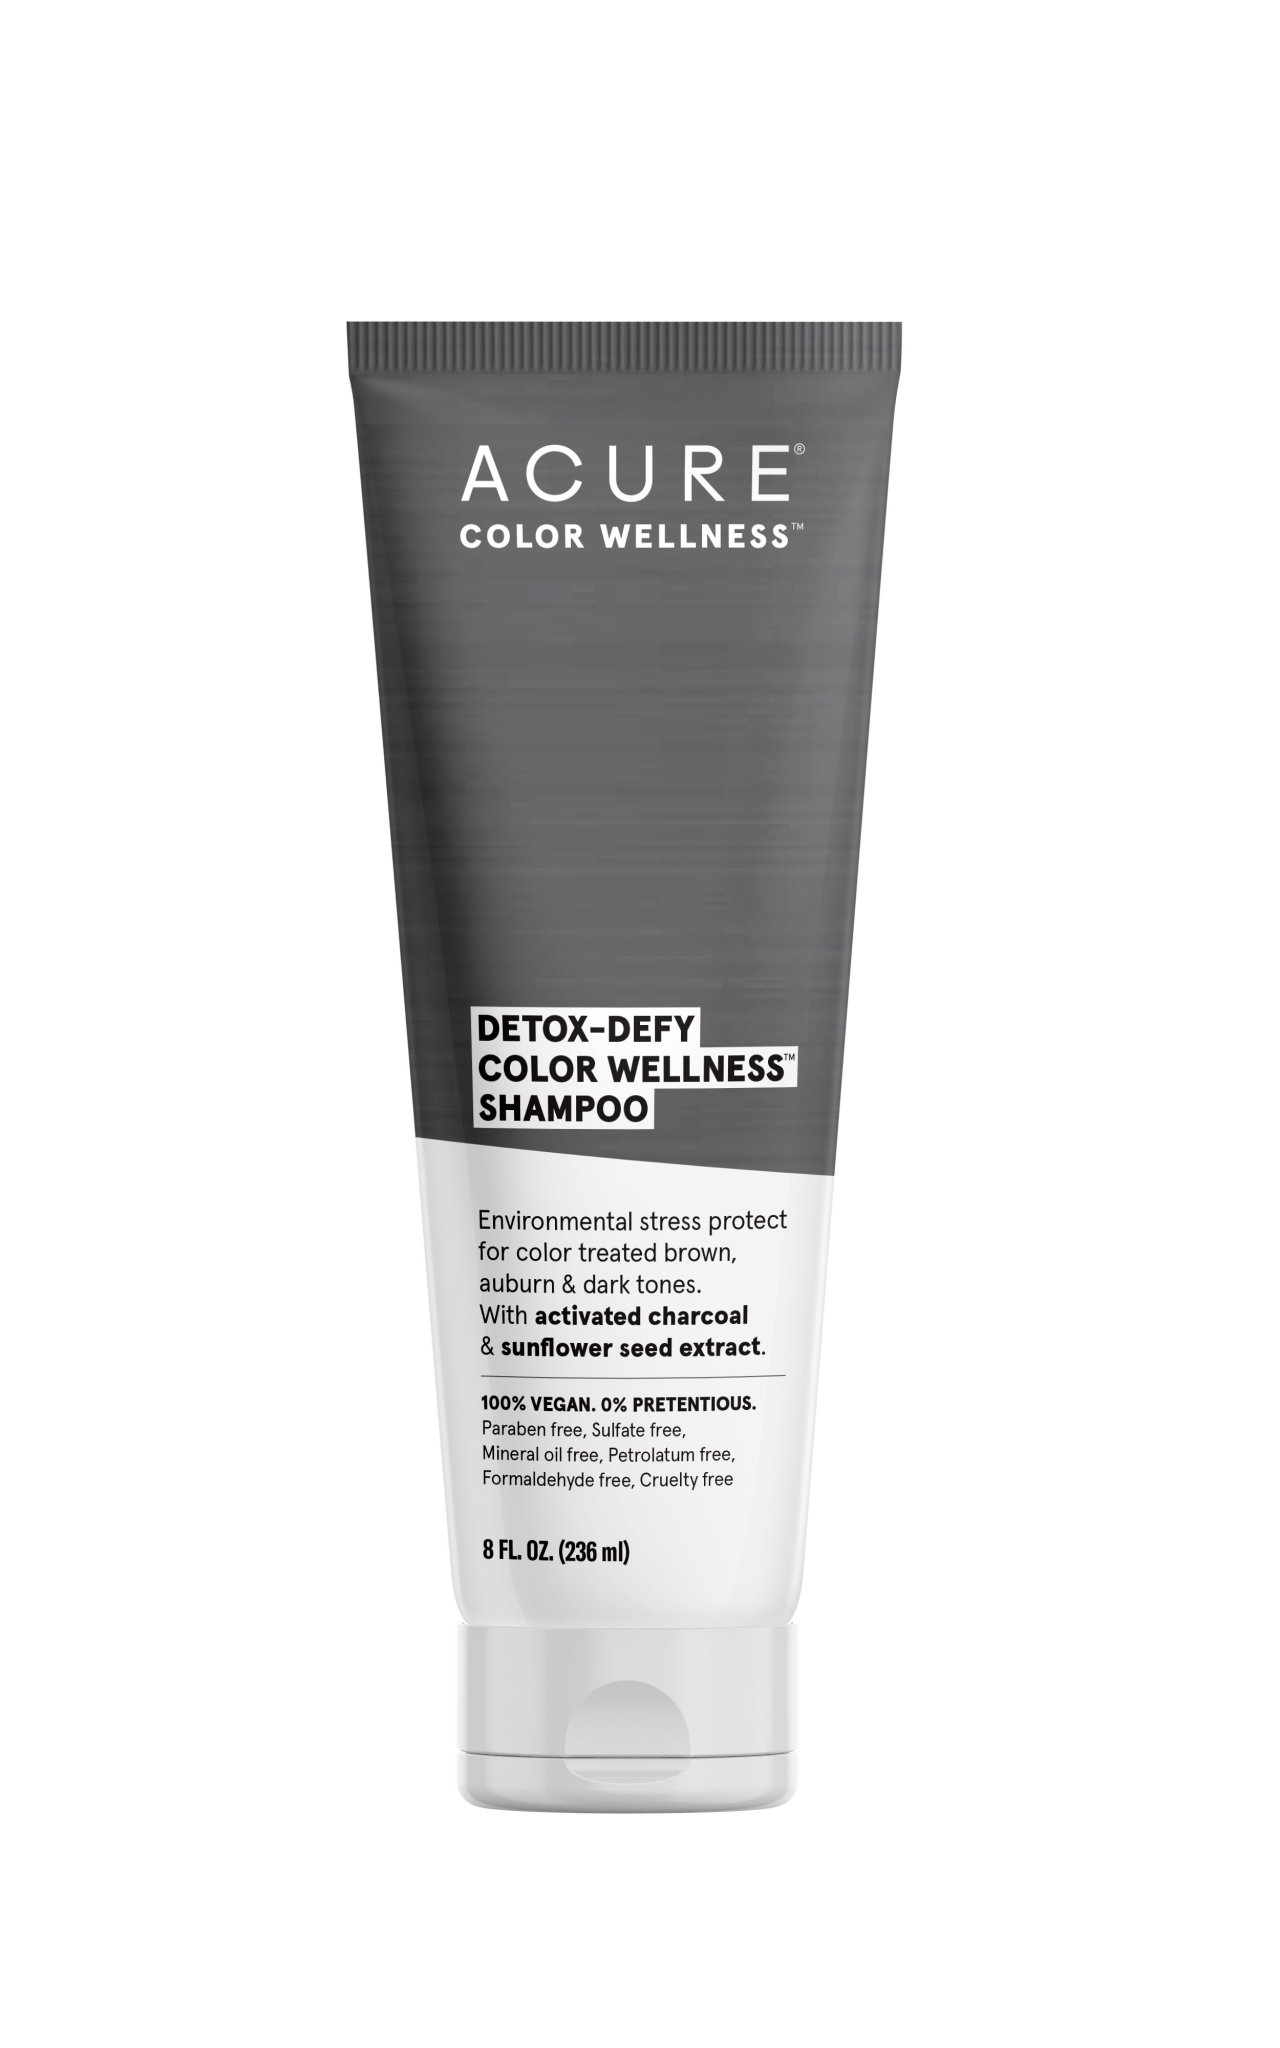 ACURE®
COLOR WELLNESS™
DETOX-DEFY
COLOR WELLNESS™
SHAMPOO
Environmental stress protect
for color treated brown,
auburn & dark tones.
With activated charcoal
& sunflower seed extract.
100% VEGAN. 0% PRETENTIOUS.
Paraben free, Sulfate free,
Mineral oil free, Petrolatum free,
Formaldehyde free, Cruelty free
8 FL. OZ. (236 ml)